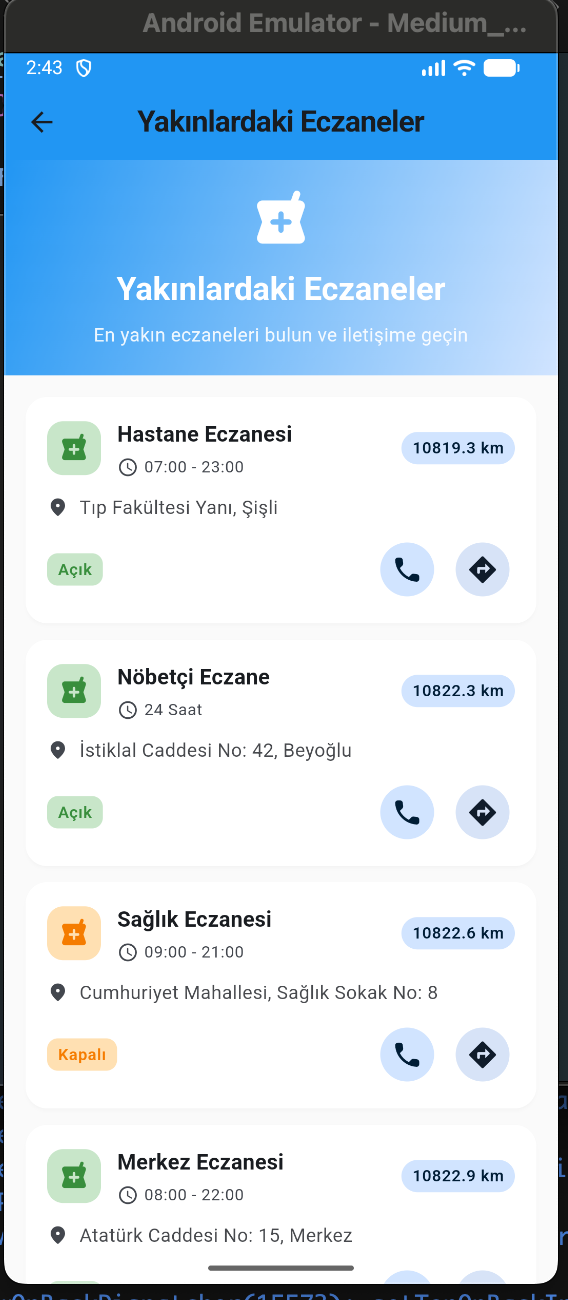 Android Emulator - Medium_...
2:43
Yakınlardaki Eczaneler
Yakınlardaki Eczaneler
En yakın eczaneleri bulun ve iletişime geçin
Hastane Eczanesi
10819.3 km
07:00 - 23:00
Tıp Fakültesi Yanı, Şişli
Açık
Nöbetçi Eczane
10822.3 km
24 Saat
İstiklal Caddesi No: 42, Beyoğlu
Açık
Sağlık Eczanesi
10822.6 km
09:00 - 21:00
Cumhuriyet Mahallesi, Sağlık Sokak No: 8
Kapalı
Merkez Eczanesi
10822.9 km
08:00 - 22:00
Atatürk Caddesi No: 15, Merkez